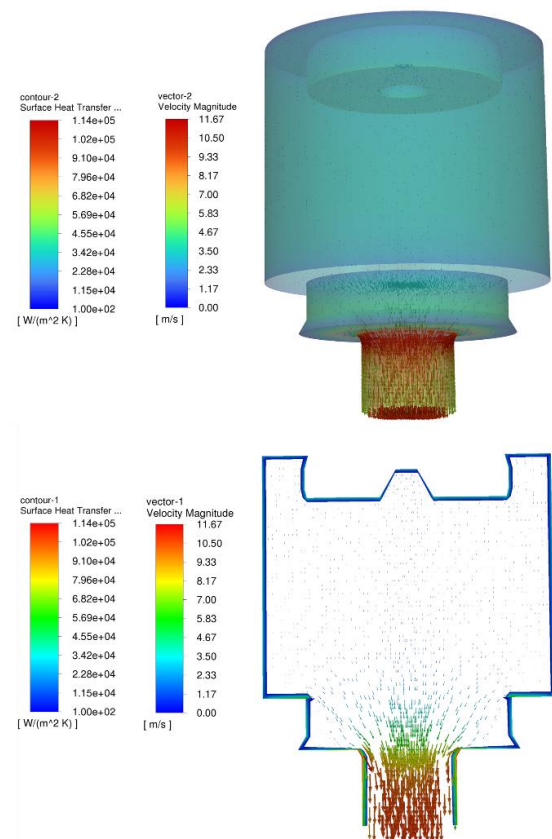 contour-2
Surface Heat Transfer ...
1.14e+05
1.02e+05
9.10e+04
7.96e+04
6.82e+04
5.69e+04
4.55e+04
3.42e+04
2.28e+04
1.15e+04
1.00e+02
[ W/(m^2 K) ]
vector-2
Velocity Magnitude
11.67
10.50
9.33
8.17
7.00
5.83
4.67
3.50
2.33
1.17
0.00
[ m/s ]
contour-1
Surface Heat Transfer ...
1.14e+05
1.02e+05
9.10e+04
7.96e+04
6.82e+04
5.69e+04
4.55e+04
3.42e+04
2.28e+04
1.15e+04
1.00e+02
[ W/(m^2 K) ]
vector-1
Velocity Magnitude
11.67
10.50
9.33
8.17
7.00
5.83
4.67
3.50
2.33
1.17
0.00
[ m/s ]